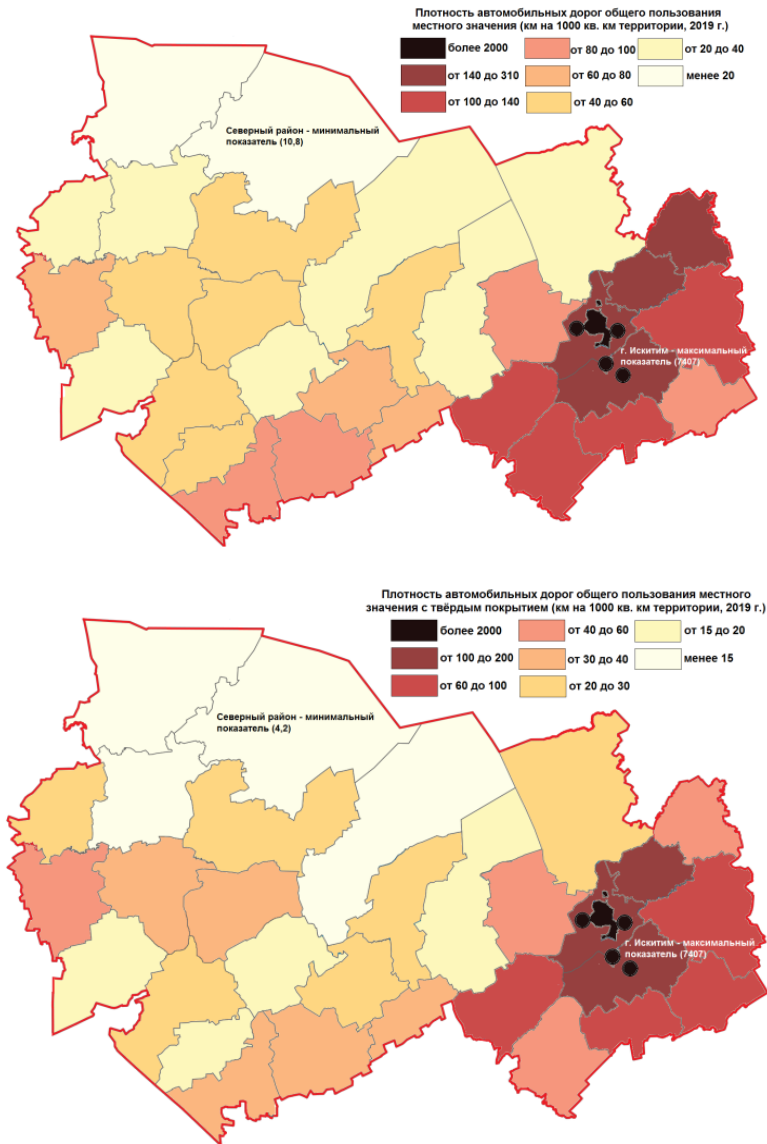 Плотность автомобильных дорог общего пользования
местного значения (км на 1000 кв. км территории, 2019 г.)
более 2000
от 80 до 100
от 20 до 40
от 140 до 310
от 60 до 80
менее 20
от 100 до 140
от 40 до 60
Северный район - минимальный
показатель (10,8)
г. Искитим - максимальный
показатель (7407)
Плотность автомобильных дорог общего пользования местного
значения с твёрдым покрытием (км на 1000 кв. км территории, 2019 г.)
более 2000
от 40 до 60
от 15 до 20
от 100 до 200
от 30 до 40
менее 15
от 60 до 100
от 20 до 30
Северный район - минимальный
показатель (4,2)
г. Искитим - максимальный
показатель (7407)